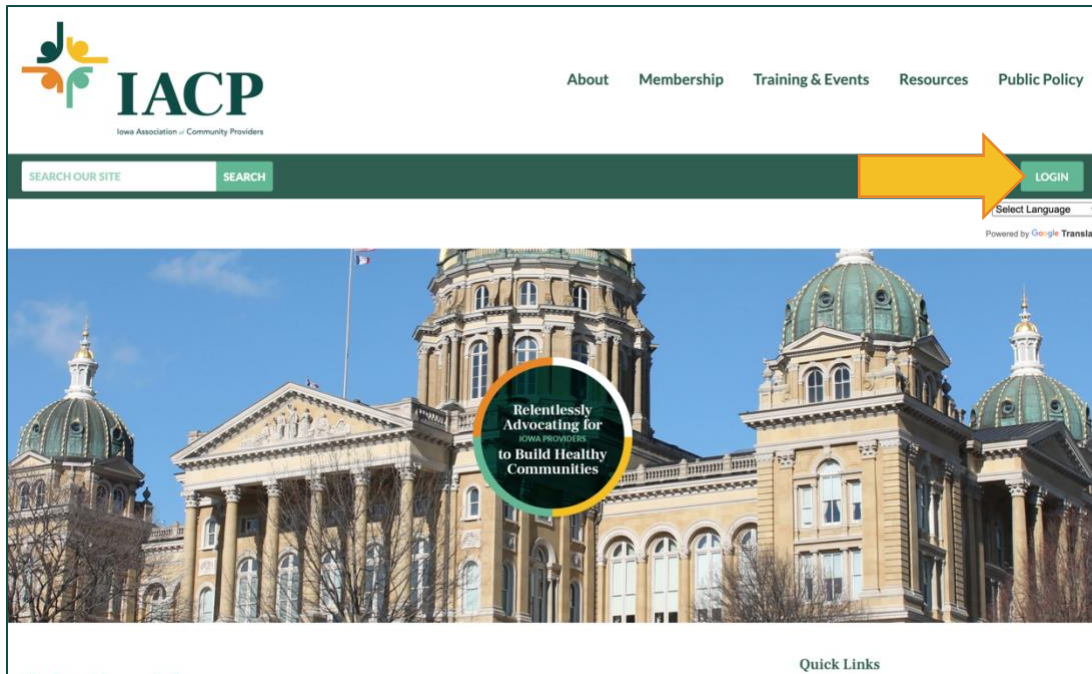 IACP
Iowa Association of Community Providers
About Membership Training & Events Resources Public Policy
SEARCH OUR SITE SEARCH
LOGIN
Select Language
Powered by Google Transla
Relentlessly
Advocating for
IOWA PROVIDERS
to Build Healthy
Communities
Quick Links